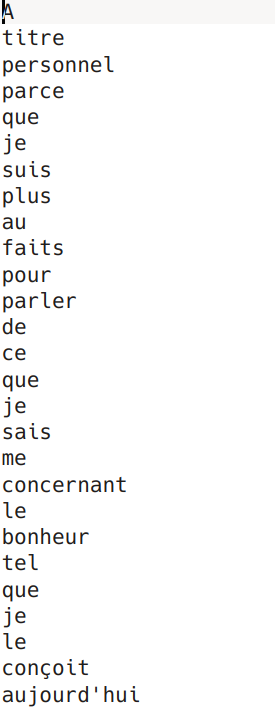 A
titre
personnel
parce
que
je
suis
plus
au
faits
pour
parler
de
ce
que
je
sais
me
concernant
le
bonheur
tel
que
je
le
conçoit
aujourd'hui